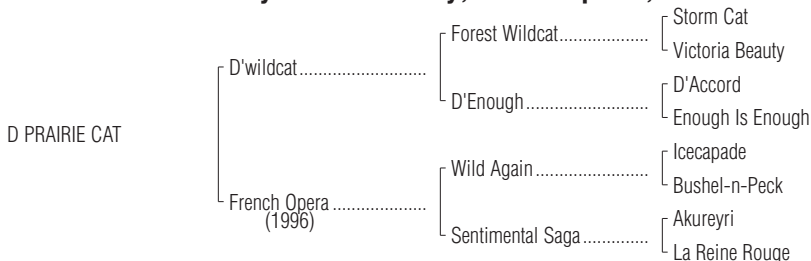 Storm Cat
Forest Wildcat
Victoria Beauty
D'wildcat
D'Accord
D'Enough
Enough Is Enough
D PRAIRIE CAT
Icecapade
Wild Again
Bushel-n-Peck
French Opera
(1996)
Akureyri
Sentimental Saga
La Reine Rouge